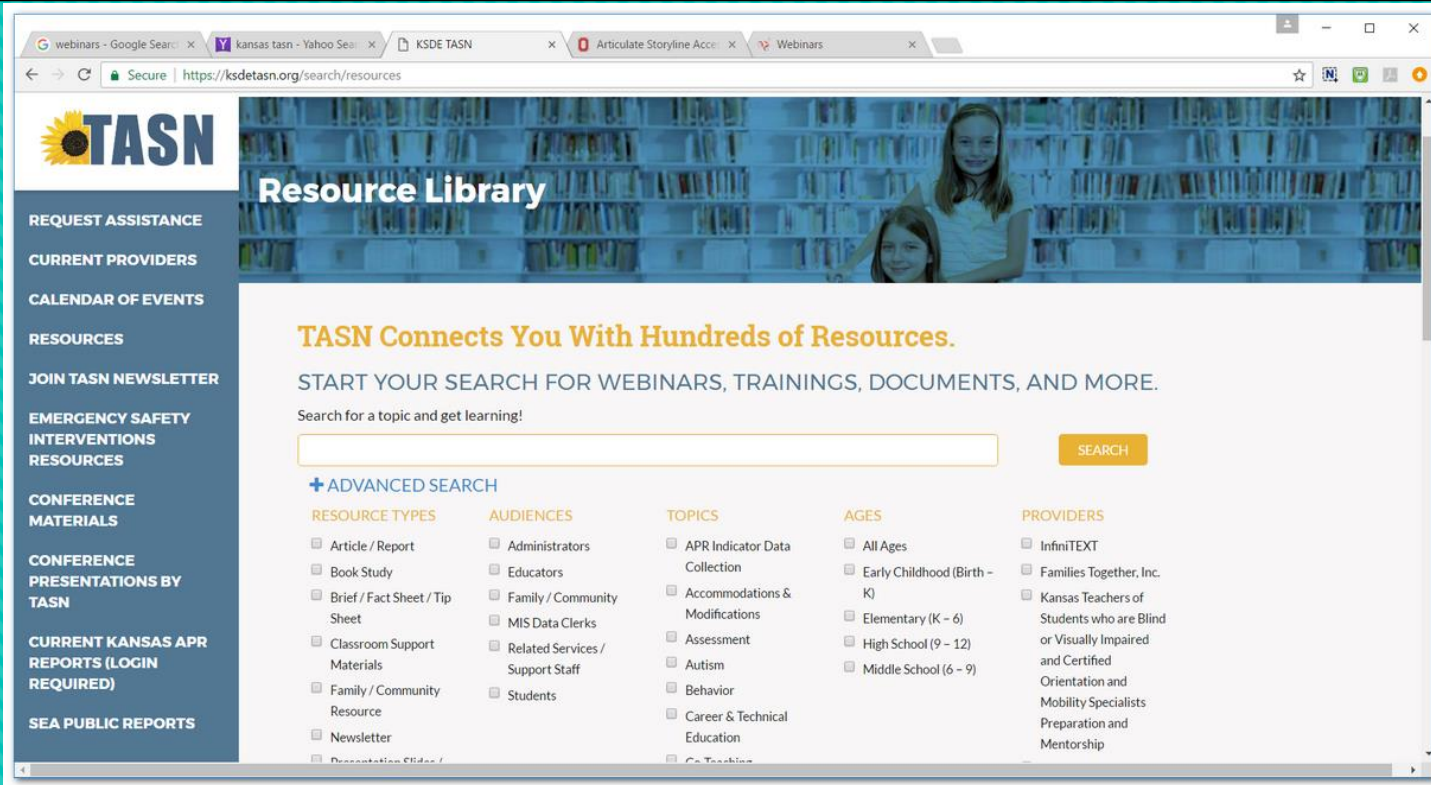 webinars - Google Searc
kansas tasn - Yahoo Sea
KSDE TASN
Articulate Storyline Acce
Webinars
Secure | https://ksdetasn.org/search/resources
TASN
REQUEST ASSISTANCE
CURRENT PROVIDERS
CALENDAR OF EVENTS
RESOURCES
JOIN TASN NEWSLETTER
EMERGENCY SAFETY
INTERVENTIONS
RESOURCES
CONFERENCE
MATERIALS
CONFERENCE
PRESENTATIONS BY
TASN
CURRENT KANSAS APR
REPORTS (LOGIN
REQUIRED)
SEA PUBLIC REPORTS
Resource Library
TASN Connects You With Hundreds of Resources.
START YOUR SEARCH FOR WEBINARS, TRAININGS, DOCUMENTS, AND MORE.
Search for a topic and get learning!
SEARCH
+ADVANCED SEARCH
RESOURCE TYPES
Article / Report
Book Study
Brief / Fact Sheet / Tip
Sheet
Classroom Support
Materials
Family / Community
Resource
Newsletter
Presentation Slides /
AUDIENCES
Administrators
Educators
Family / Community
MIS Data Clerks
Related Services /
Support Staff
Students
TOPICS
APR Indicator Data
Collection
Accommodations &
Modifications
Assessment
Autism
Behavior
Career & Technical
Education
Co-Teaching
AGES
All Ages
Early Childhood (Birth –
K)
Elementary (K – 6)
High School (9 – 12)
Middle School (6 – 9)
PROVIDERS
InfiniTEXT
Families Together, Inc.
Kansas Teachers of
Students who are Blind
or Visually Impaired
and Certified
Orientation and
Mobility Specialists
Preparation and
Mentorship